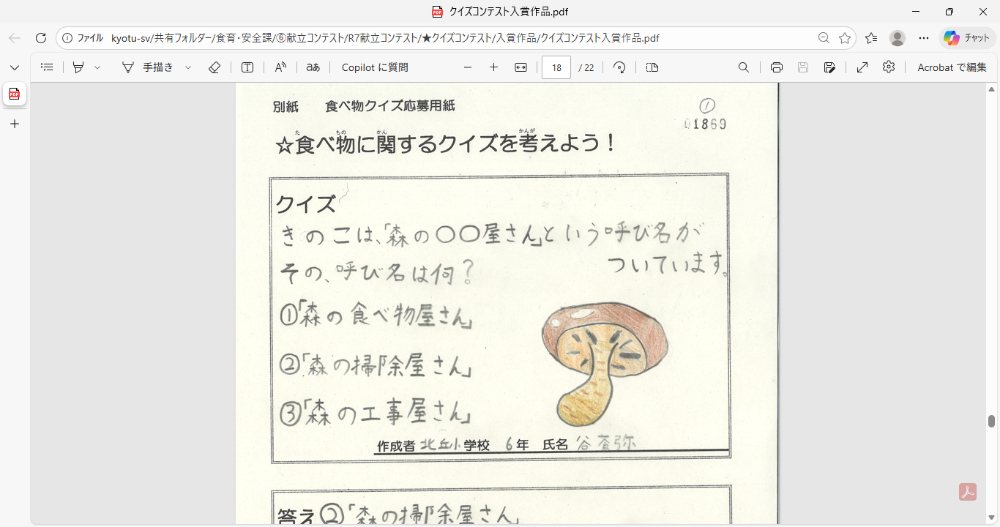 クイズコンテスト入賞作品.pdf
ファイル kyotu-sv/共有フォルダー/食育・安全課/⑥献立コンテスト/R7献立コンテスト/★クイズコンテスト/入賞作品/クイズコンテスト入賞作品.pdf
チャット
手描き
aあ
Copilot に質問
18 / 22
Acrobat で編集
別紙 食べ物クイズ応募用紙
①
01869
☆食べ物に関するクイズを考えよう！
クイズ
きのこは、「森の〇〇屋さん」という呼び名が
ついています。
その、呼び名は何？
①「森の食べ物屋さん」
②「森の掃除屋さん」
③「森の工事屋さん」
作成者 北丘小学校 6年 氏名 谷 蒼弥
答え②「森の掃除屋さん」